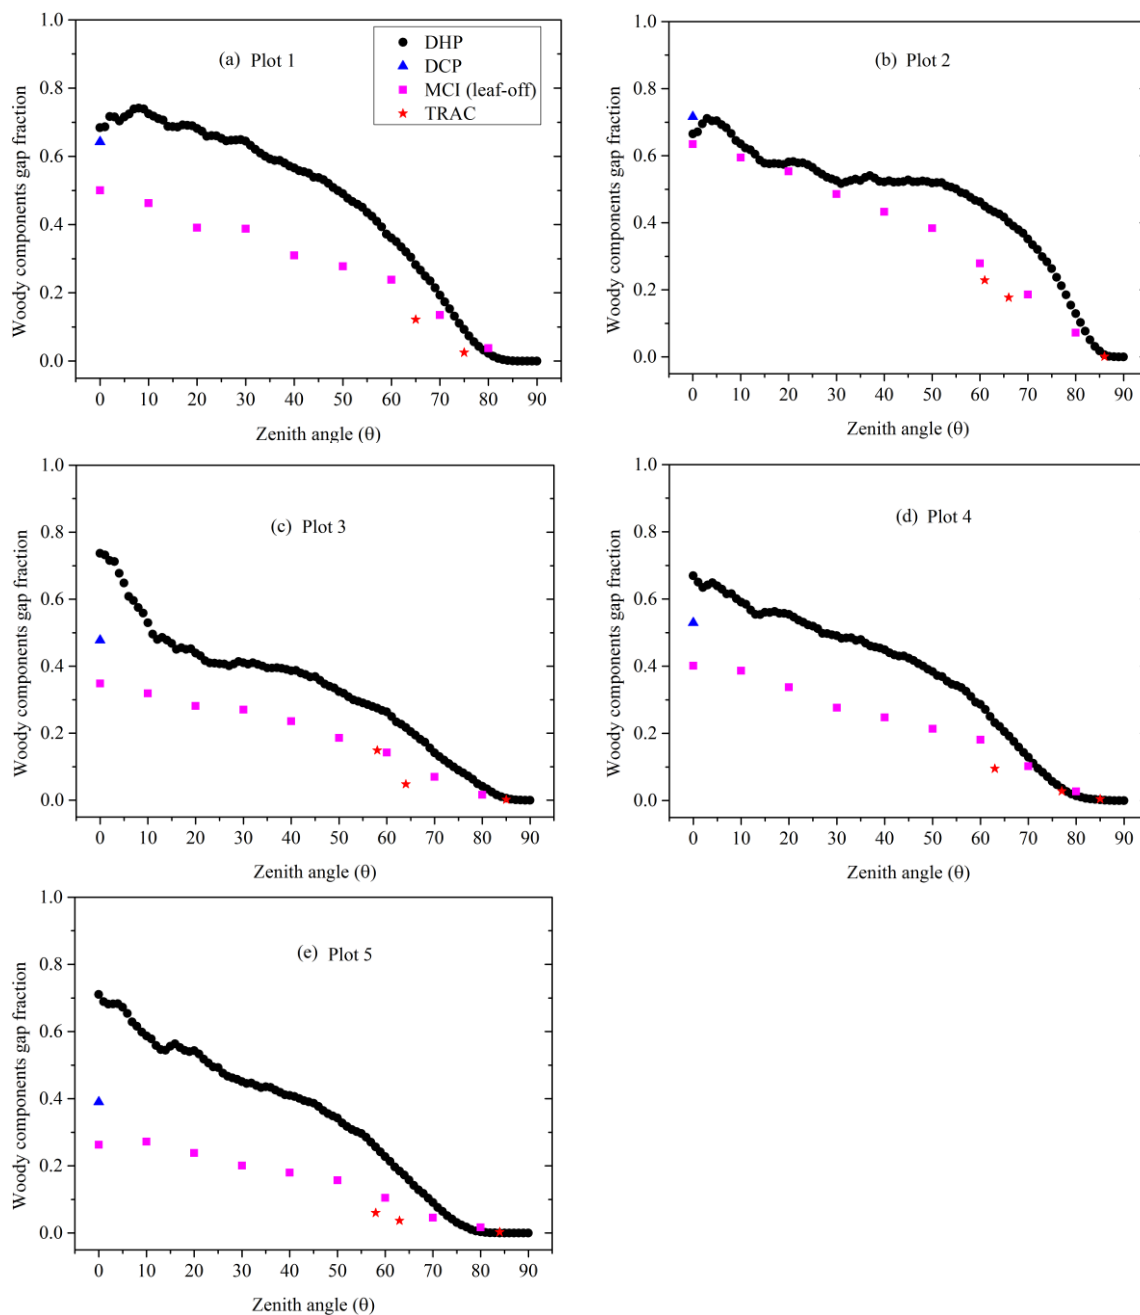 (a) Plot 1
DHP
DCP
MCI (leaf-off)
TRAC
Woody components gap fraction
1.0
0.8
0.6
0.4
0.2
0.0
0 10 20 30 40 50 60 70 80 90
Zenith angle (θ)
(b) Plot 2
Woody components gap fraction
1.0
0.8
0.6
0.4
0.2
0.0
0 10 20 30 40 50 60 70 80 90
Zenith angle (θ)
(c) Plot 3
Woody components gap fraction
1.0
0.8
0.6
0.4
0.2
0.0
0 10 20 30 40 50 60 70 80 90
Zenith angle (θ)
(d) Plot 4
Woody components gap fraction
1.0
0.8
0.6
0.4
0.2
0.0
0 10 20 30 40 50 60 70 80 90
Zenith angle (θ)
(e) Plot 5
Woody components gap fraction
1.0
0.8
0.6
0.4
0.2
0.0
0 10 20 30 40 50 60 70 80 90
Zenith angle (θ)